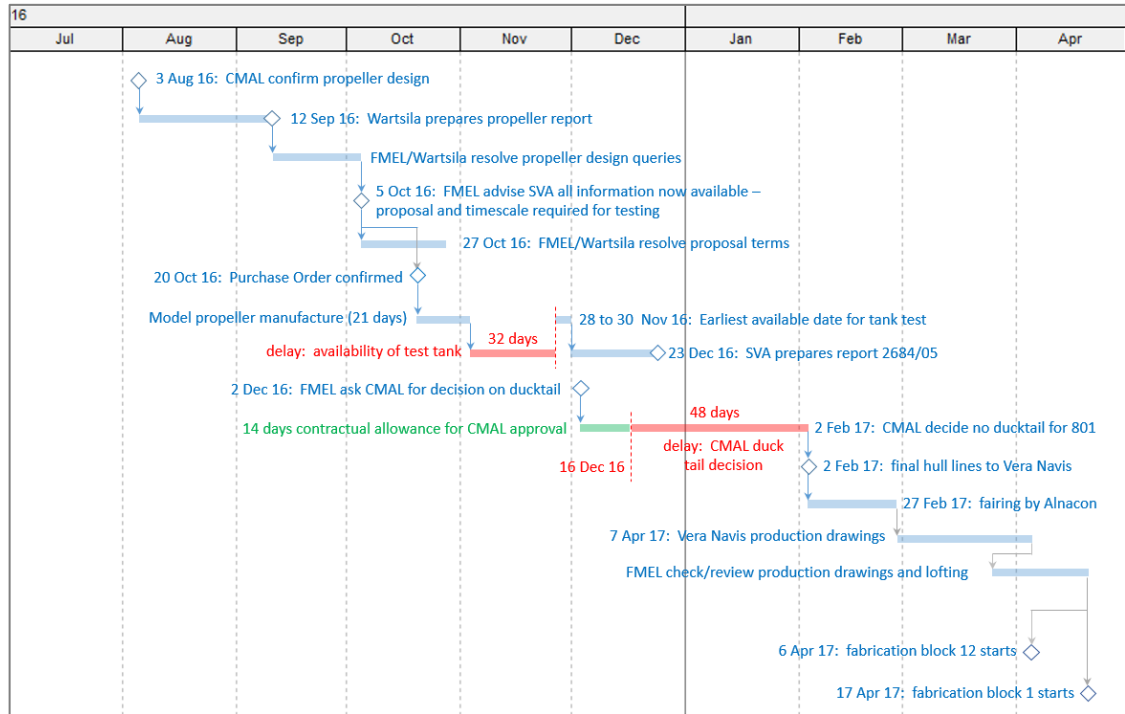 16
Jul Aug Sep Oct Nov Dec Jan Feb Mar Apr
3 Aug 16: CMAL confirm propeller design
12 Sep 16: Wartsila prepares propeller report
FMEL/Wartsila resolve propeller design queries
5 Oct 16: FMEL advise SVA all information now available –
proposal and timescale required for testing
27 Oct 16: FMEL/Wartsila resolve proposal terms
20 Oct 16: Purchase Order confirmed
Model propeller manufacture (21 days)
28 to 30 Nov 16: Earliest available date for tank test
32 days
delay: availability of test tank
23 Dec 16: SVA prepares report 2684/05
2 Dec 16: FMEL ask CMAL for decision on ducktail
48 days
14 days contractual allowance for CMAL approval
2 Feb 17: CMAL decide no ducktail for 801
delay: CMAL duck
tail decision
16 Dec 16
2 Feb 17: final hull lines to Vera Navis
27 Feb 17: fairing by Alnacon
7 Apr 17: Vera Navis production drawings
FMEL check/review production drawings and lofting
6 Apr 17: fabrication block 12 starts
17 Apr 17: fabrication block 1 starts